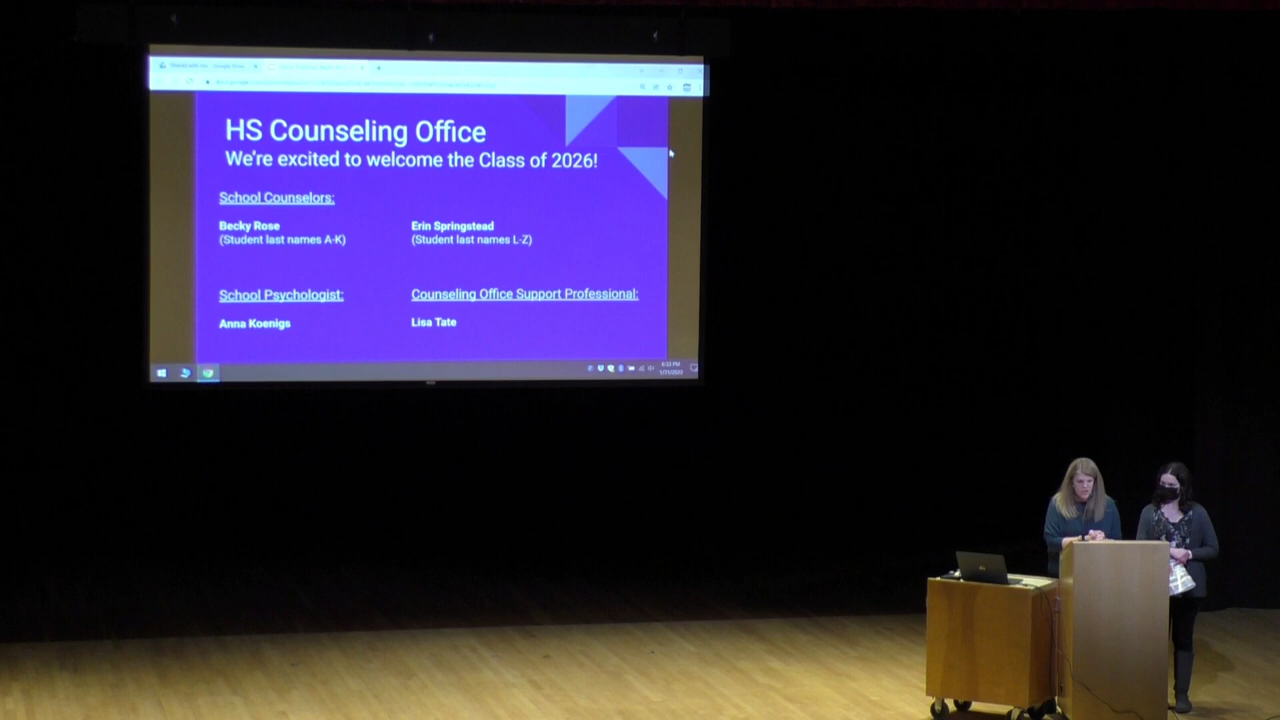 HS Counseling Office
We're excited to welcome the Class of 2026!
School Counselors:
Becky Rose
(Student last names A-K)
Erin Springstead
(Student last names L-Z)
School Psychologist:
Anna Koenigs
Counseling Office Support Professional:
Lisa Tate